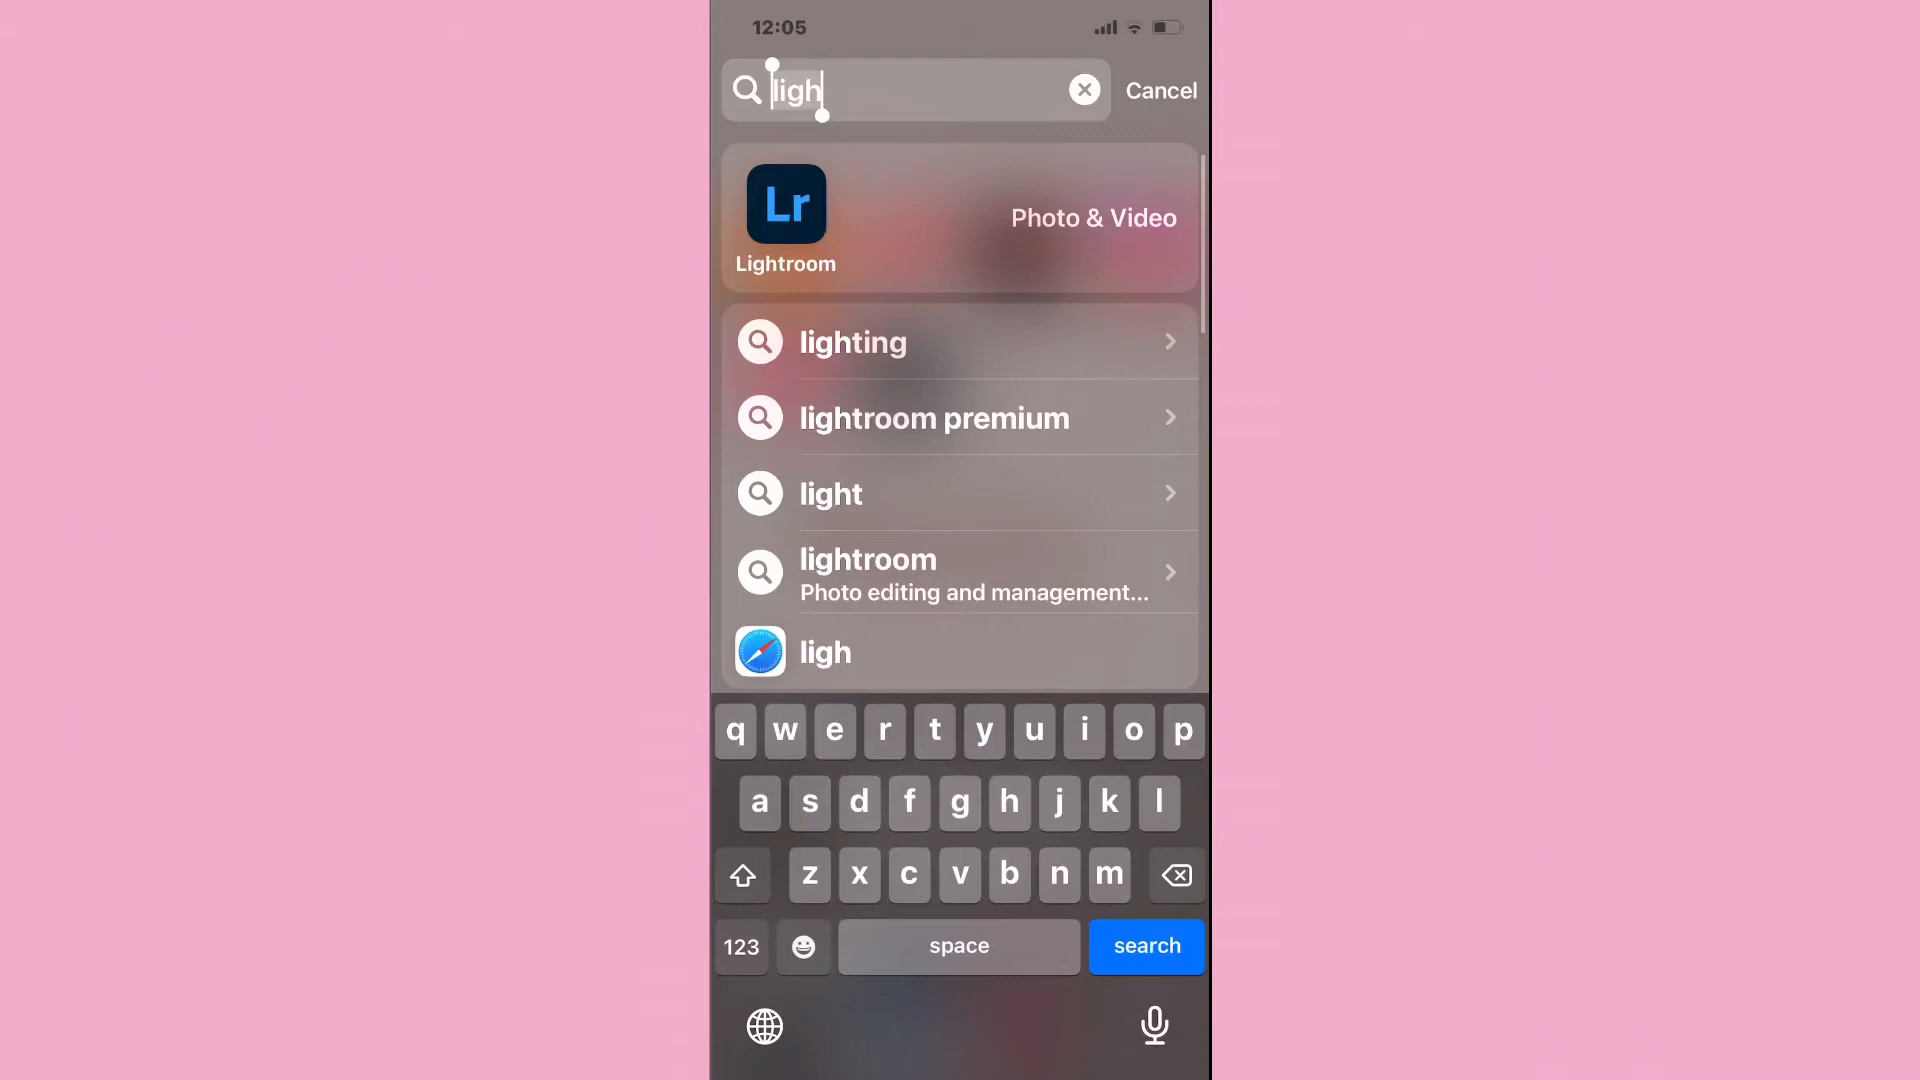 12:05
ligh
Cancel
Lr
Photo & Video
Lightroom
lighting
lightroom premium
light
lightroom
Photo editing and management...
ligh
q w e r t y u i o p
a s d f g h j k l
z x c v b n m
123 space search